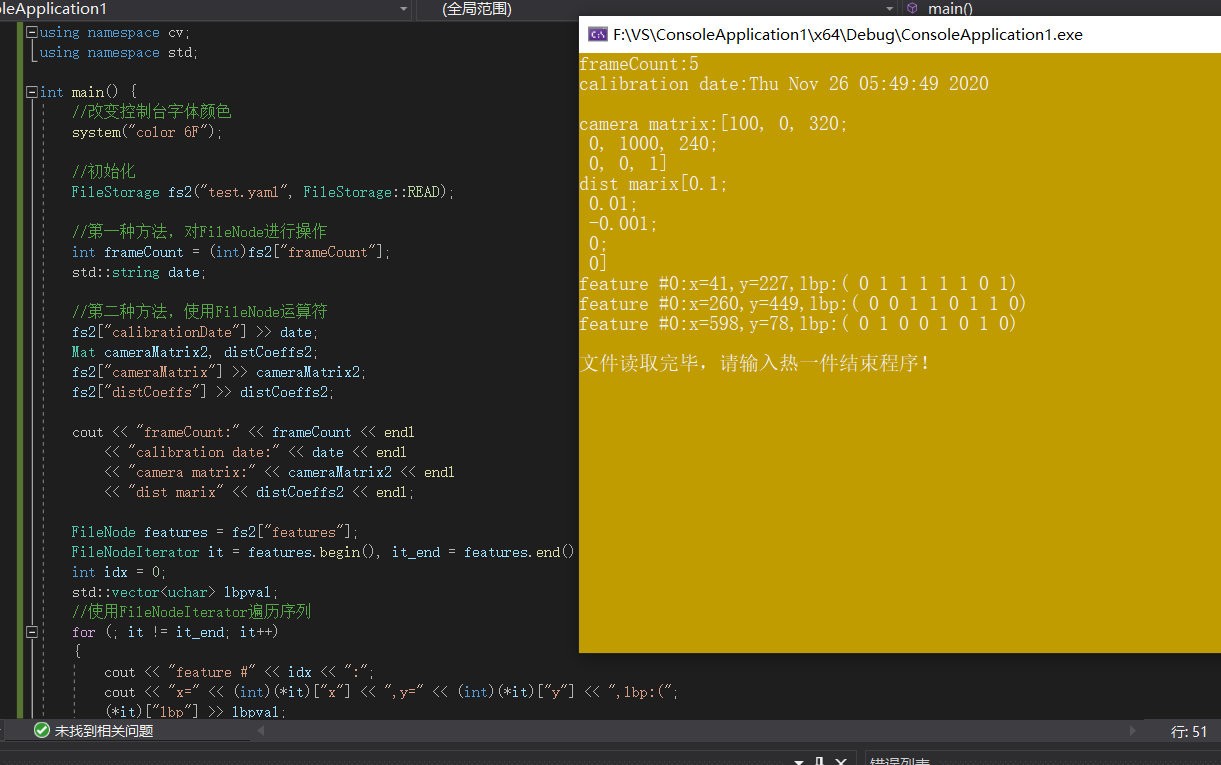 oleApplication1
(全局范围)
main()
using namespace cv;
using namespace std;
int main() {
//改变控制台字体颜色
system("color 6F");
//初始化
FileStorage fs2("test.yaml", FileStorage::READ);
//第一种方法，对FileNode进行操作
int frameCount = (int)fs2["frameCount"];
std::string date;
//第二种方法，使用FileNode运算符
fs2["calibrationDate"] >> date;
Mat cameraMatrix2, distCoeffs2;
fs2["cameraMatrix"] >> cameraMatrix2;
fs2["distCoeffs"] >> distCoeffs2;
cout << "frameCount:" << frameCount << endl
<< "calibration date:" << date << endl
<< "camera matrix:" << cameraMatrix2 << endl
<< "dist marix" << distCoeffs2 << endl;
FileNode features = fs2["features"];
FileNodeIterator it = features.begin(), it_end = features.end()
int idx = 0;
std::vector<uchar> lbpval;
//使用FileNodeIterator遍历序列
for (; it != it_end; it++)
{
cout << "feature #" << idx << ":";
cout << "x=" << (int)(*it)["x"] << ",y=" << (int)(*it)["y"] << ",lbp:(";
(*it)["lbp"] >> lbpval;
F:\VS\ConsoleApplication1\x64\Debug\ConsoleApplication1.exe
frameCount:5
calibration date:Thu Nov 26 05:49:49 2020
camera matrix:[100, 0, 320;
0, 1000, 240;
0, 0, 1]
dist marix[0.1;
0.01;
-0.001;
0;
0]
feature #0:x=41,y=227,lbp:( 0 1 1 1 1 1 0 1)
feature #0:x=260,y=449,lbp:( 0 0 1 1 0 1 1 0)
feature #0:x=598,y=78,lbp:( 0 1 0 0 1 0 1 0)
文件读取完毕，请输入热一件结束程序！
未找到相关问题
行: 51
错误列表